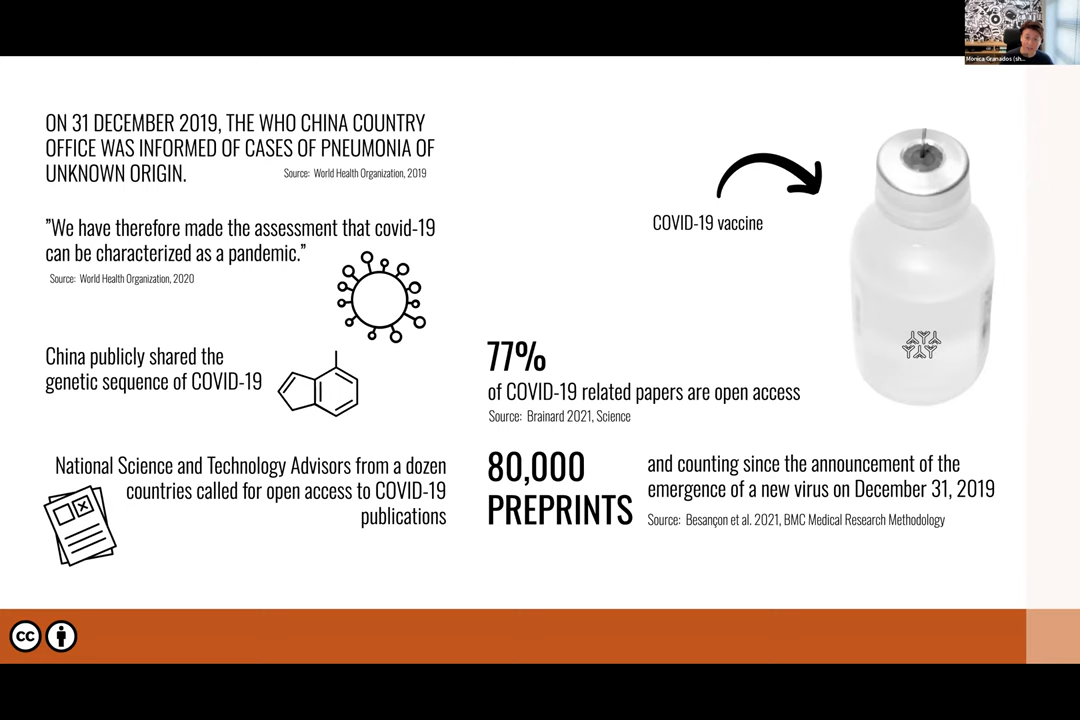 Monica Granados (sh...
ON 31 DECEMBER 2019, THE WHO CHINA COUNTRY
OFFICE WAS INFORMED OF CASES OF PNEUMONIA OF
UNKNOWN ORIGIN.
Source: World Health Organization, 2019
"We have therefore made the assessment that covid-19
can be characterized as a pandemic."
Source: World Health Organization, 2020
China publicly shared the
genetic sequence of COVID-19
National Science and Technology Advisors from a dozen
countries called for open access to COVID-19
publications
COVID-19 vaccine
77%
of COVID-19 related papers are open access
Source: Brainard 2021, Science
80,000
PREPRINTS
and counting since the announcement of the
emergence of a new virus on December 31, 2019
Source: Besançon et al. 2021, BMC Medical Research Methodology
cc